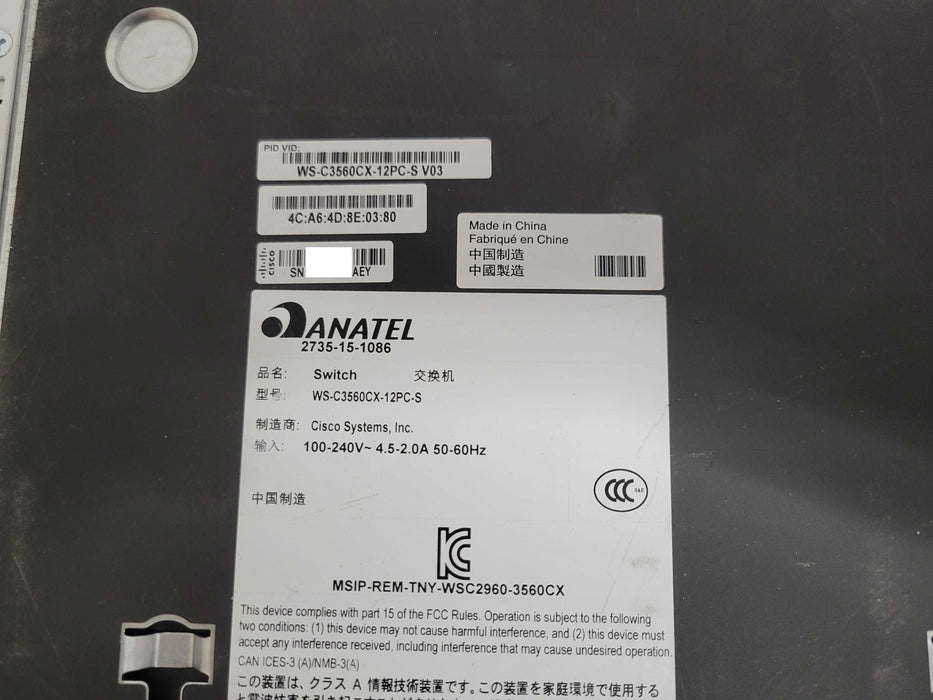 PID VID:
WS-C3560CX-12PC-S V03
4C:A6:4D:8E:03:80
cisco
SN AEY
Made in China
Fabriqué en Chine
中国制造
中國製造
ANATEL
2735-15-1086
品名: Switch 交换机
型号: WS-C3560CX-12PC-S
制造商: Cisco Systems, Inc.
输入: 100-240V~ 4.5-2.0A 50-60Hz
中国制造
CCC S&E
KC
MSIP-REM-TNY-WSC2960-3560CX
This device complies with part 15 of the FCC Rules. Operation is subject to the following
two conditions: (1) this device may not cause harmful interference, and (2) this device must
accept any interference received, including interference that may cause undesired operation.
CAN ICES-3 (A)/NMB-3(A)
この装置は、クラス A 情報技術装置です。この装置を家庭環境で使用する